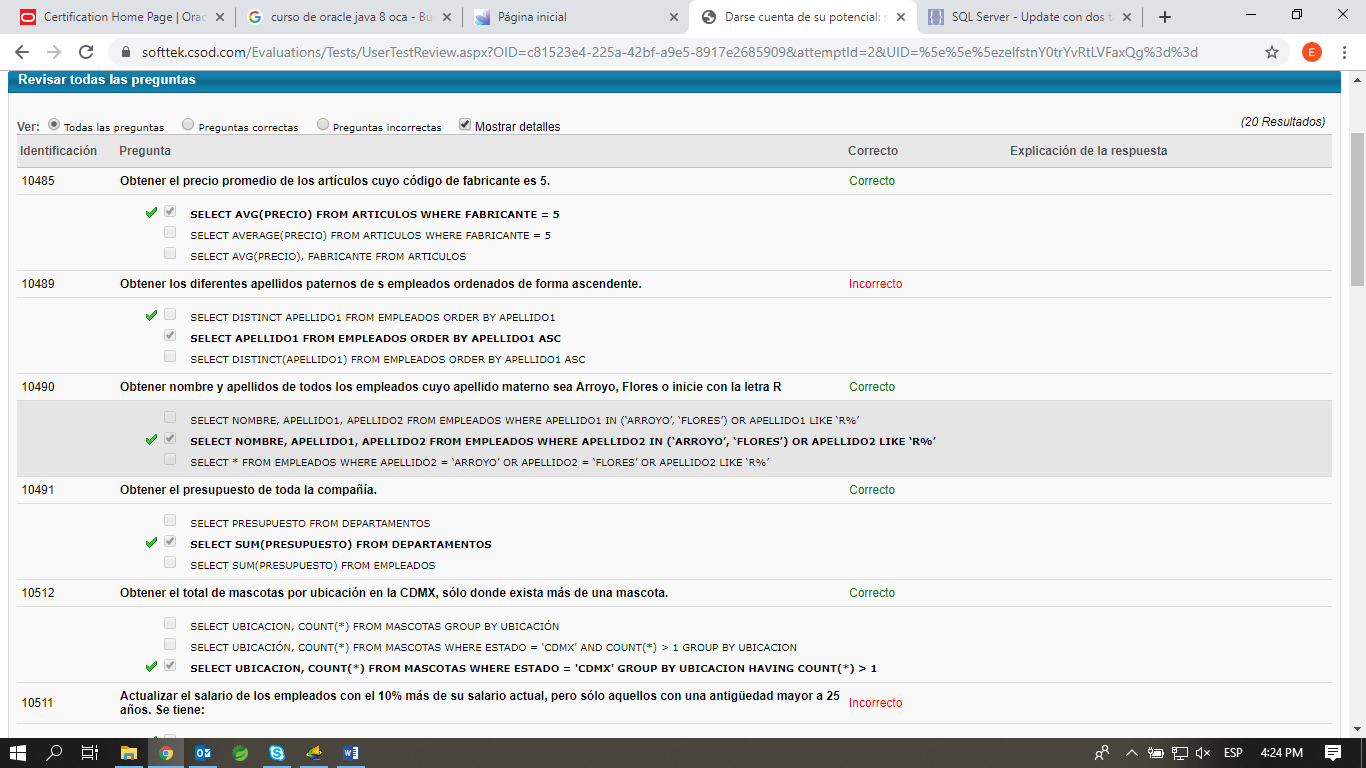 Certification Home Page | Orac
curso de oracle java 8 oca - Bu
Página inicial
Darse cuenta de su potencial: s
SQL Server - Update con dos t
softtek.csod.com/Evaluations/Tests/UserTestReview.aspx?OID=c81523e4-225a-42bf-a9e5-8917e2685909&attemptId=2&UID=%5e%5e%5ezelfstnY0trYvRtLVFaxQg%3d%3d
E
Revisar todas las preguntas
Ver: Todas las preguntas Preguntas correctas Preguntas incorrectas Mostrar detalles (20 Resultados)
Identificación Pregunta Correcto Explicación de la respuesta
10485 Obtener el precio promedio de los artículos cuyo código de fabricante es 5. Correcto
SELECT AVG(PRECIO) FROM ARTICULOS WHERE FABRICANTE = 5
SELECT AVERAGE(PRECIO) FROM ARTICULOS WHERE FABRICANTE = 5
SELECT AVG(PRECIO), FABRICANTE FROM ARTICULOS
10489 Obtener los diferentes apellidos paternos de s empleados ordenados de forma ascendente. Incorrecto
SELECT DISTINCT APELLIDO1 FROM EMPLEADOS ORDER BY APELLIDO1
SELECT APELLIDO1 FROM EMPLEADOS ORDER BY APELLIDO1 ASC
SELECT DISTINCT(APELLIDO1) FROM EMPLEADOS ORDER BY APELLIDO1 ASC
10490 Obtener nombre y apellidos de todos los empleados cuyo apellido materno sea Arroyo, Flores o inicie con la letra R Correcto
SELECT NOMBRE, APELLIDO1, APELLIDO2 FROM EMPLEADOS WHERE APELLIDO1 IN (‘ARROYO’, ‘FLORES’) OR APELLIDO1 LIKE ‘R%’
SELECT NOMBRE, APELLIDO1, APELLIDO2 FROM EMPLEADOS WHERE APELLIDO2 IN (‘ARROYO’, ‘FLORES’) OR APELLIDO2 LIKE ‘R%’
SELECT * FROM EMPLEADOS WHERE APELLIDO2 = ‘ARROYO’ OR APELLIDO2 = ‘FLORES’ OR APELLIDO2 LIKE ‘R%’
10491 Obtener el presupuesto de toda la compañía. Correcto
SELECT PRESUPUESTO FROM DEPARTAMENTOS
SELECT SUM(PRESUPUESTO) FROM DEPARTAMENTOS
SELECT SUM(PRESUPUESTO) FROM EMPLEADOS
10512 Obtener el total de mascotas por ubicación en la CDMX, sólo donde exista más de una mascota. Correcto
SELECT UBICACION, COUNT(*) FROM MASCOTAS GROUP BY UBICACIÓN
SELECT UBICACIÓN, COUNT(*) FROM MASCOTAS WHERE ESTADO = 'CDMX' AND COUNT(*) > 1 GROUP BY UBICACION
SELECT UBICACION, COUNT(*) FROM MASCOTAS WHERE ESTADO = 'CDMX' GROUP BY UBICACION HAVING COUNT(*) > 1
10511 Actualizar el salario de los empleados con el 10% más de su salario actual, pero sólo aquellos con una antigüedad mayor a 25 Incorrecto
años. Se tiene:
ESP 4:24 PM